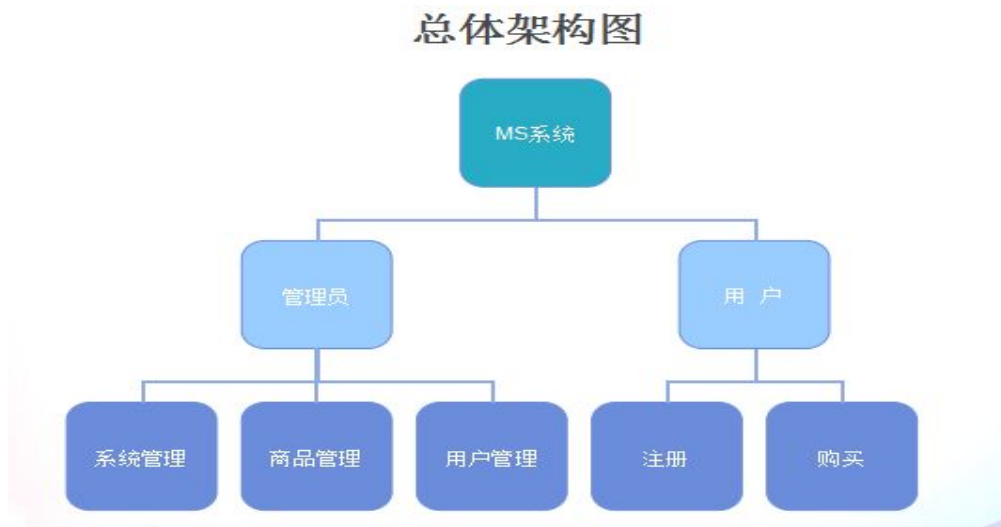 总体架构图
MS系统
管理员
用 户
系统管理
商品管理
用户管理
注册
购买